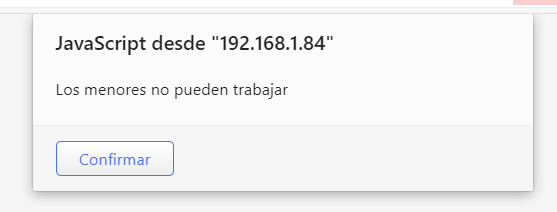 JavaScript desde "192.168.1.84"
Los menores no pueden trabajar
Confirmar